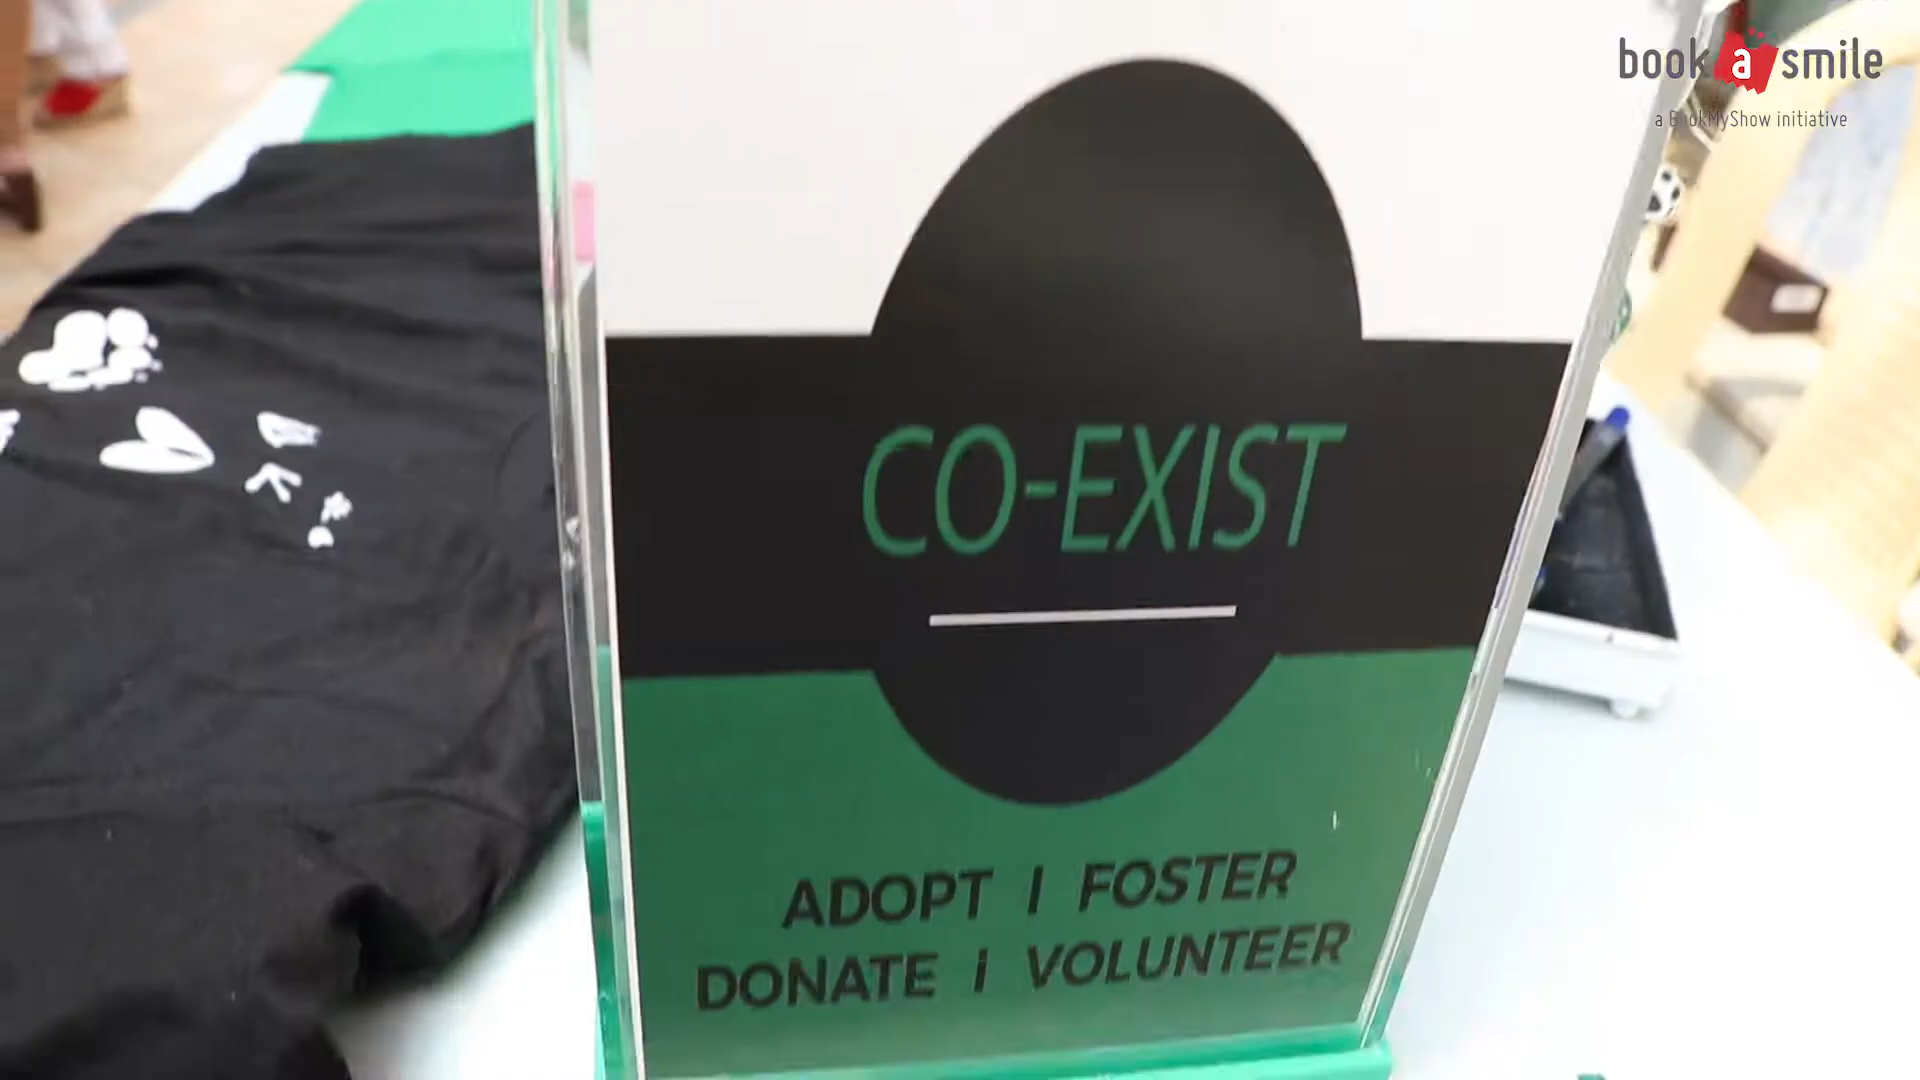 book a smile
a BookMyShow initiative
CO-EXIST
ADOPT | FOSTER
DONATE | VOLUNTEER